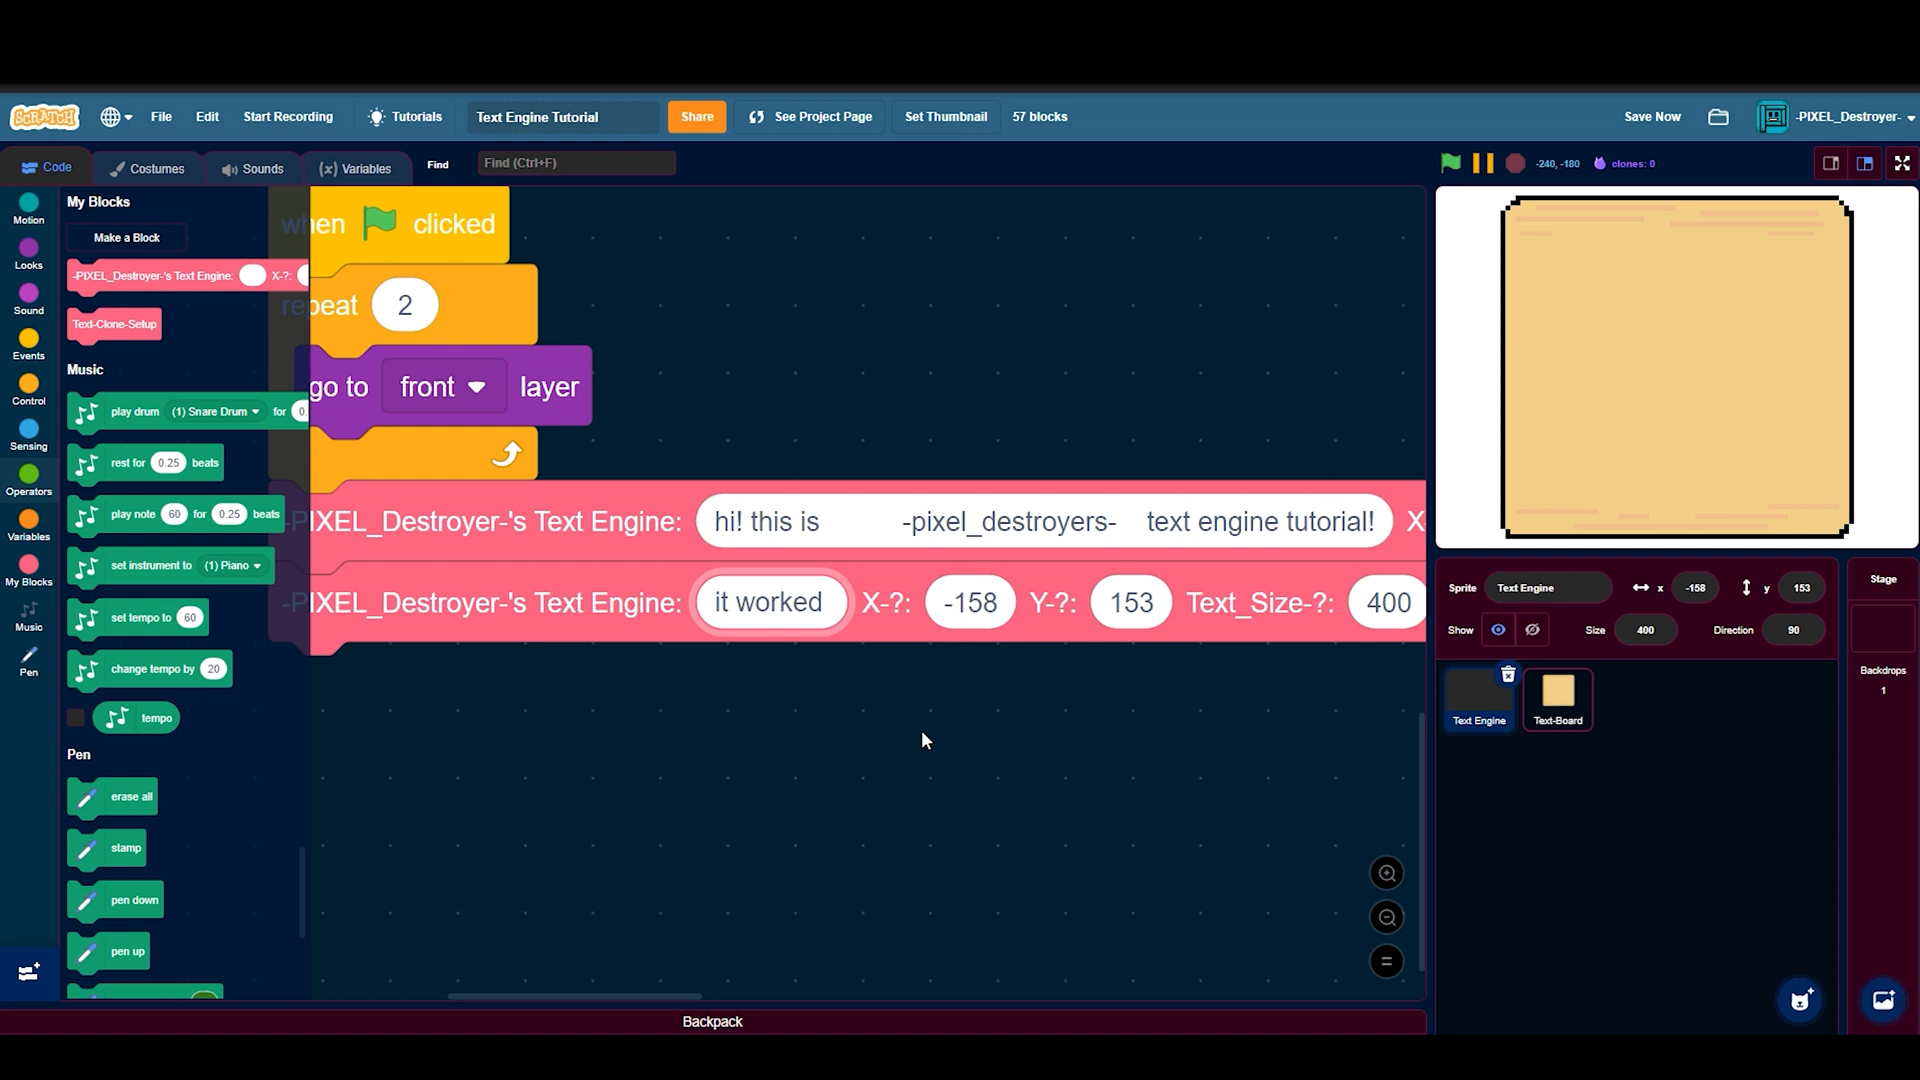 SCRATCH File Edit Start Recording Tutorials Text Engine Tutorial Share See Project Page Set Thumbnail 57 blocks Save Now -PIXEL_Destroyer-
Code Costumes Sounds (x) Variables Find Find (Ctrl+F) -240, -180 clones: 0
Motion
Looks
Sound
Events
Control
Sensing
Operators
Variables
My Blocks
Music
Pen
My Blocks
Make a Block
-PIXEL_Destroyer-'s Text Engine: X-?:
Text-Clone-Setup
Music
play drum (1) Snare Drum for 0.
rest for 0.25 beats
play note 60 for 0.25 beats
set instrument to (1) Piano
set tempo to 60
change tempo by 20
tempo
Pen
erase all
stamp
pen down
pen up
when clicked
repeat 2
go to front layer
-PIXEL_Destroyer-'s Text Engine: hi! this is -pixel_destroyers- text engine tutorial! X-
-PIXEL_Destroyer-'s Text Engine: it worked X-?: -158 Y-?: 153 Text_Size-?: 400
Backpack
Sprite Text Engine x -158 y 153
Show Size 400 Direction 90
Text Engine Text-Board
Stage
Backdrops
1